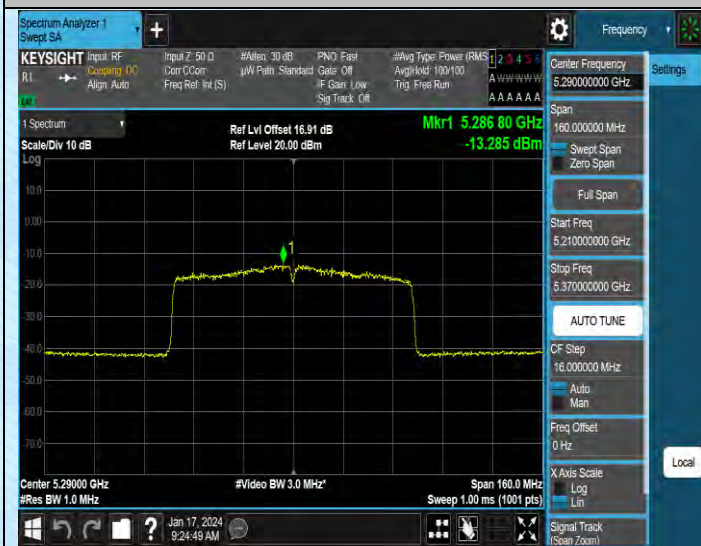 Spectrum Analyzer 1
Swept SA
+
Frequency
KEYSIGHT
RL
LXI
Input: RF
Coupling: DC
Align: Auto
Input Z: 50 Ω
Corr CCorr
Freq Ref: Int (S)
#Atten: 30 dB
µW Path: Standard
PNO: Fast
Gate: Off
IF Gain: Low
Sig Track: Off
#Avg Type: Power (RMS
Avg|Hold: 100/100
Trig: Free Run
1 2 3 4 5 6
A W W W W W
A A A A A A
1 Spectrum
Scale/Div 10 dB
Ref Lvl Offset 16.91 dB
Ref Level 20.00 dBm
Mkr1 5.286 80 GHz
-13.285 dBm
Log
10.0
0.00
-10.0
-20.0
-30.0
-40.0
-50.0
-60.0
-70.0
1
Center 5.29000 GHz
#Res BW 1.0 MHz
#Video BW 3.0 MHz*
Span 160.0 MHz
Sweep 1.00 ms (1001 pts)
Jan 17, 2024
9:24:49 AM
?
Center Frequency
5.290000000 GHz
Settings
Span
160.000000 MHz
Swept Span
Zero Span
Full Span
Start Freq
5.210000000 GHz
Stop Freq
5.370000000 GHz
AUTO TUNE
CF Step
16.000000 MHz
Auto
Man
Freq Offset
0 Hz
X Axis Scale
Log
Lin
Local
Signal Track
(Span Zoom)